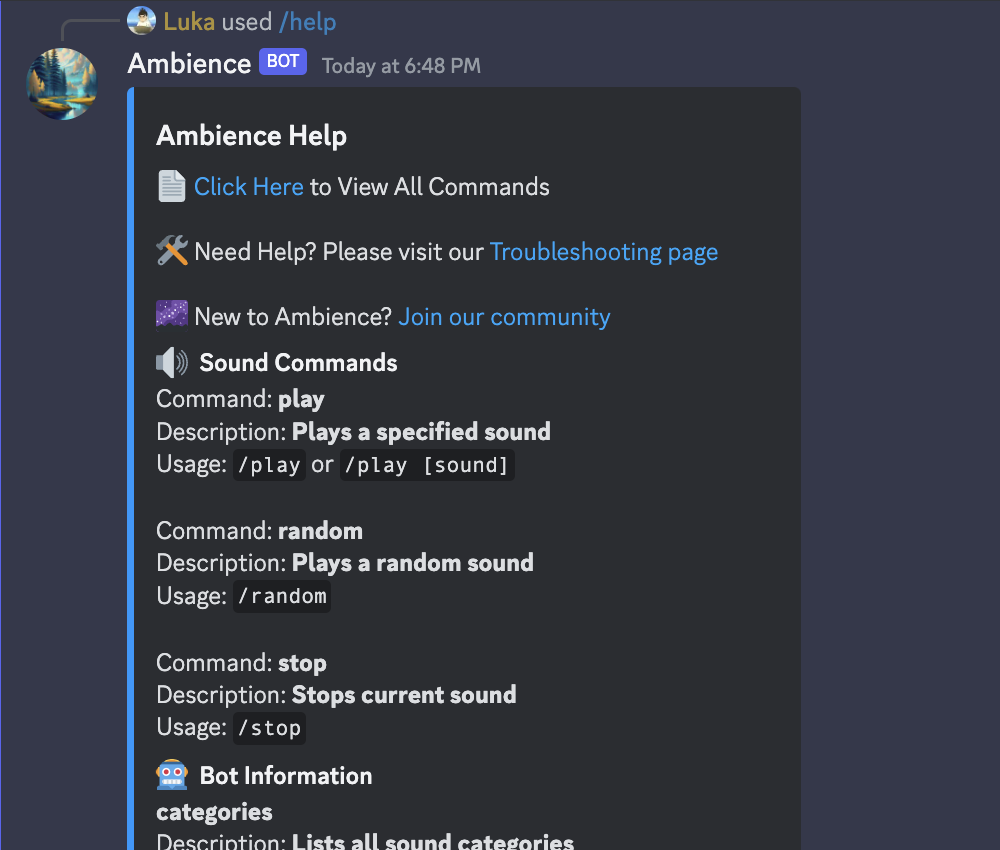 Luka used /help
Ambience BOT Today at 6:48 PM
Ambience Help
Click Here to View All Commands
Need Help? Please visit our Troubleshooting page
New to Ambience? Join our community
Sound Commands
Command: play
Description: Plays a specified sound
Usage: /play or /play [sound]
Command: random
Description: Plays a random sound
Usage: /random
Command: stop
Description: Stops current sound
Usage: /stop
Bot Information
categories
Description: Lists all sound categories